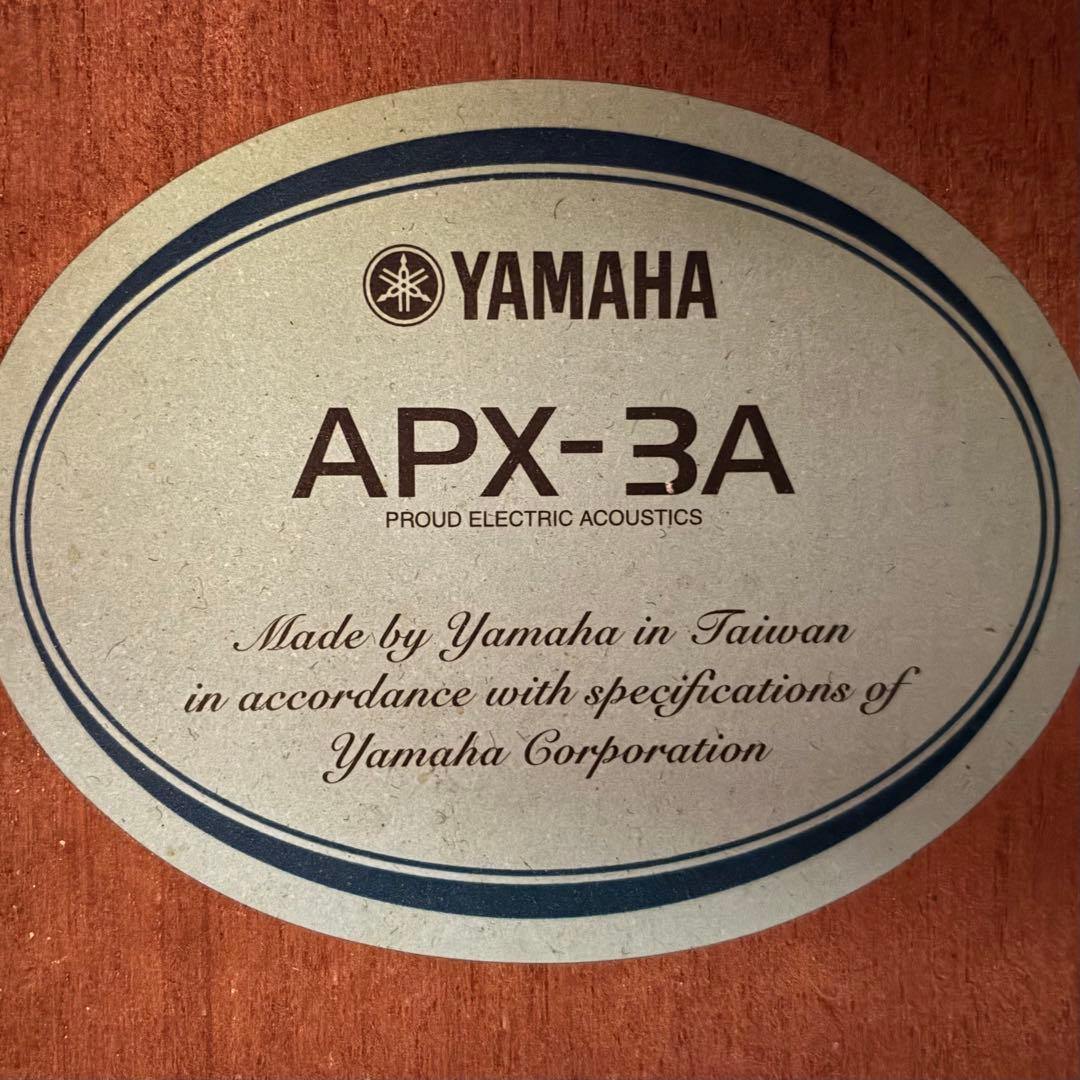 YAMAHA
APX-3A
PROUD ELECTRIC ACOUSTICS
Made by Yamaha in Taiwan
in accordance with specifications of
Yamaha Corporation